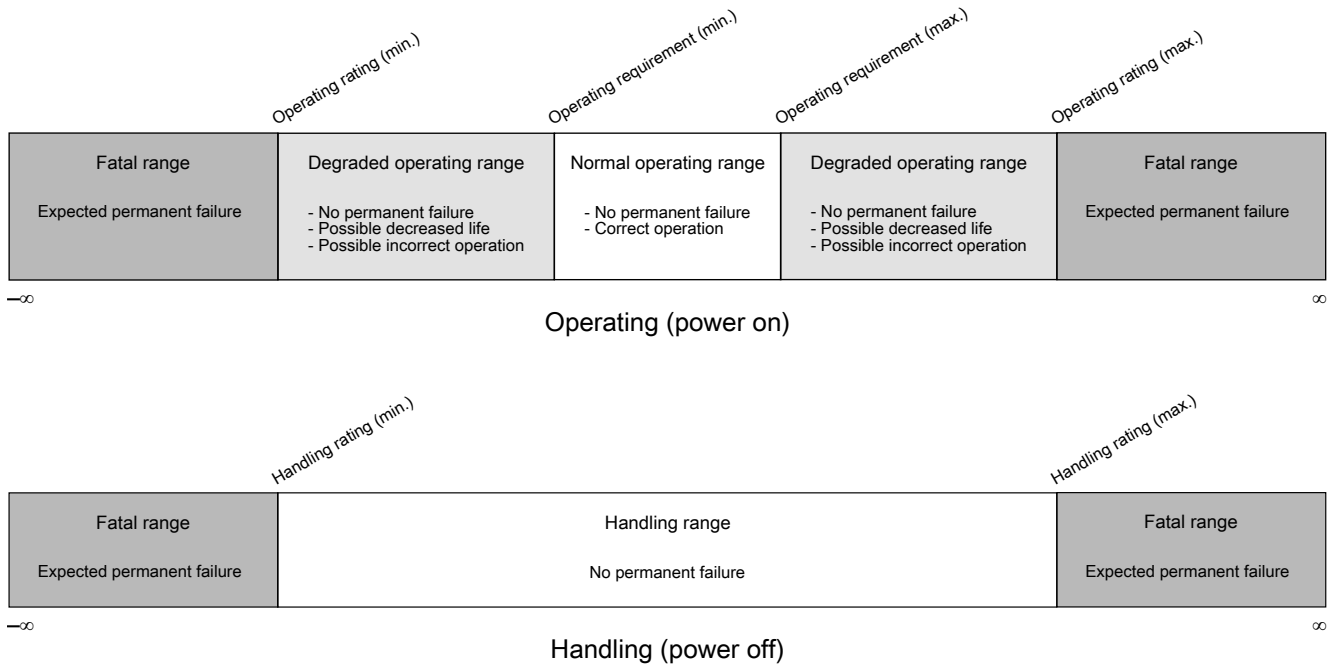 Operating rating (min.)
Operating requirement (min.)
Operating requirement (max.)
Operating rating (max.)
Fatal range
Expected permanent failure
Degraded operating range
- No permanent failure
- Possible decreased life
- Possible incorrect operation
Normal operating range
- No permanent failure
- Correct operation
Degraded operating range
- No permanent failure
- Possible decreased life
- Possible incorrect operation
Fatal range
Expected permanent failure
–∞
∞
Operating (power on)
Handling rating (min.)
Handling rating (max.)
Fatal range
Expected permanent failure
Handling range
No permanent failure
Fatal range
Expected permanent failure
–∞
∞
Handling (power off)